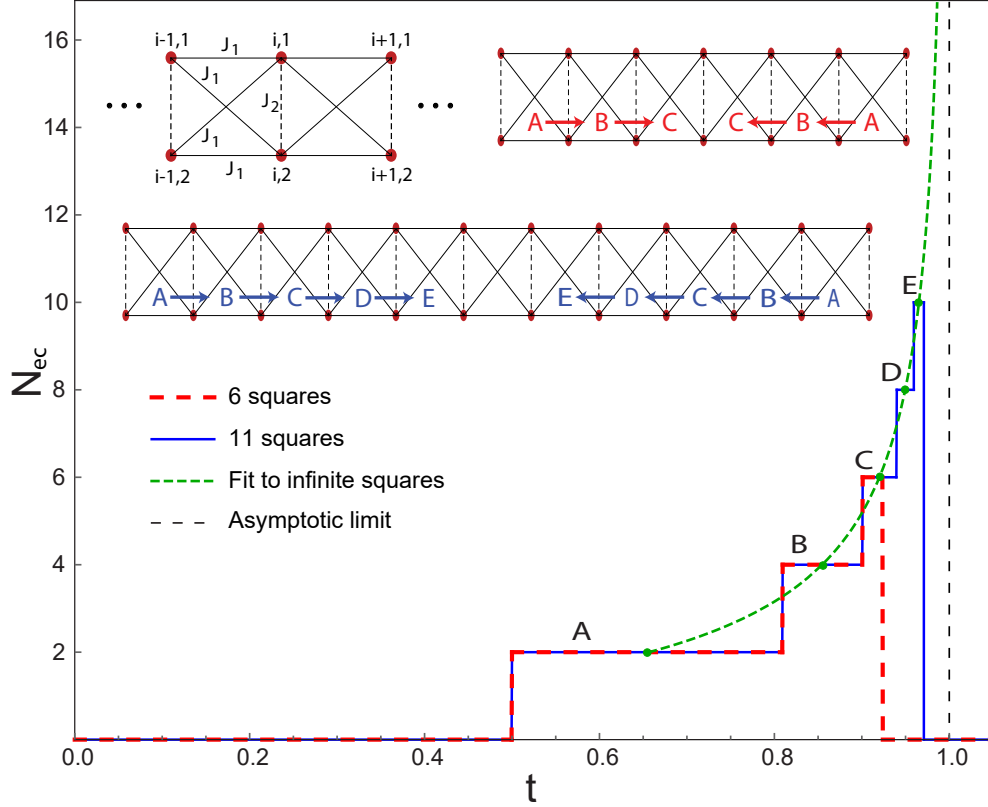 16
14
12
10
8
6
4
2
N_ec
i-1,1
J_1
i,1
i+1,1
J_1
J_2
• • •
• • •
J_1
J_1
J_1
i-1,2
i,2
i+1,2
A B C C B A
A B C D E E D C B A
6 squares
11 squares
Fit to infinite squares
Asymptotic limit
A
B
C
D
E
0.0 0.2 0.4 0.6 0.8 1.0
t